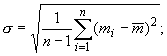 σ = √(1/(n−1) ∑_{i=1}^{n} (m_i − m̄)²) ;